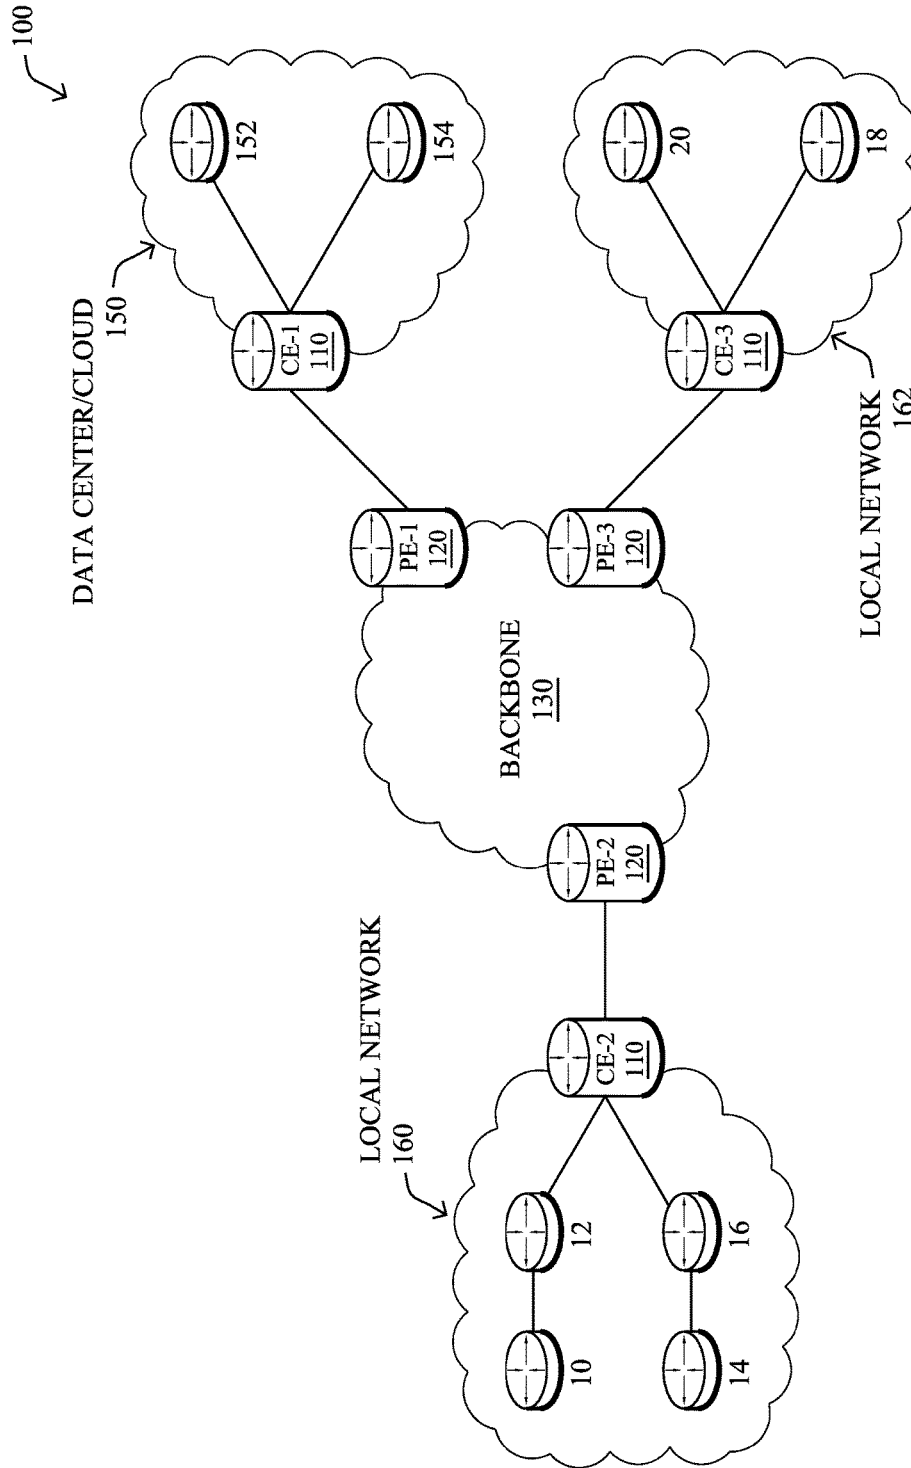 100
DATA CENTER/CLOUD
150
152
154
CE-1
110
PE-1
120
BACKBONE
130
PE-3
120
CE-3
110
20
18
LOCAL NETWORK
162
PE-2
120
LOCAL NETWORK
160
CE-2
110
12
10
16
14